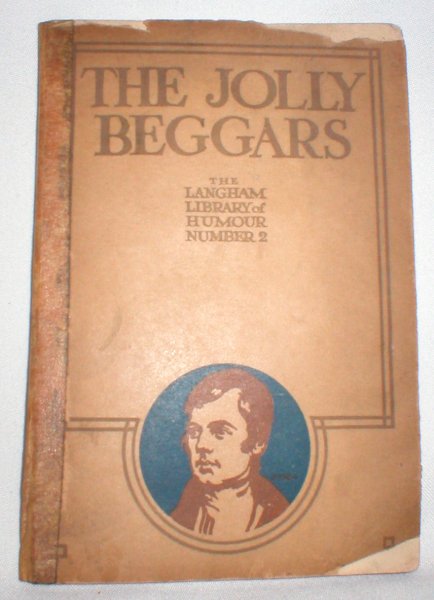 THE JOLLY
BEGGARS
THE
LANGHAM
LIBRARY of
HUMOUR
NUMBER 2